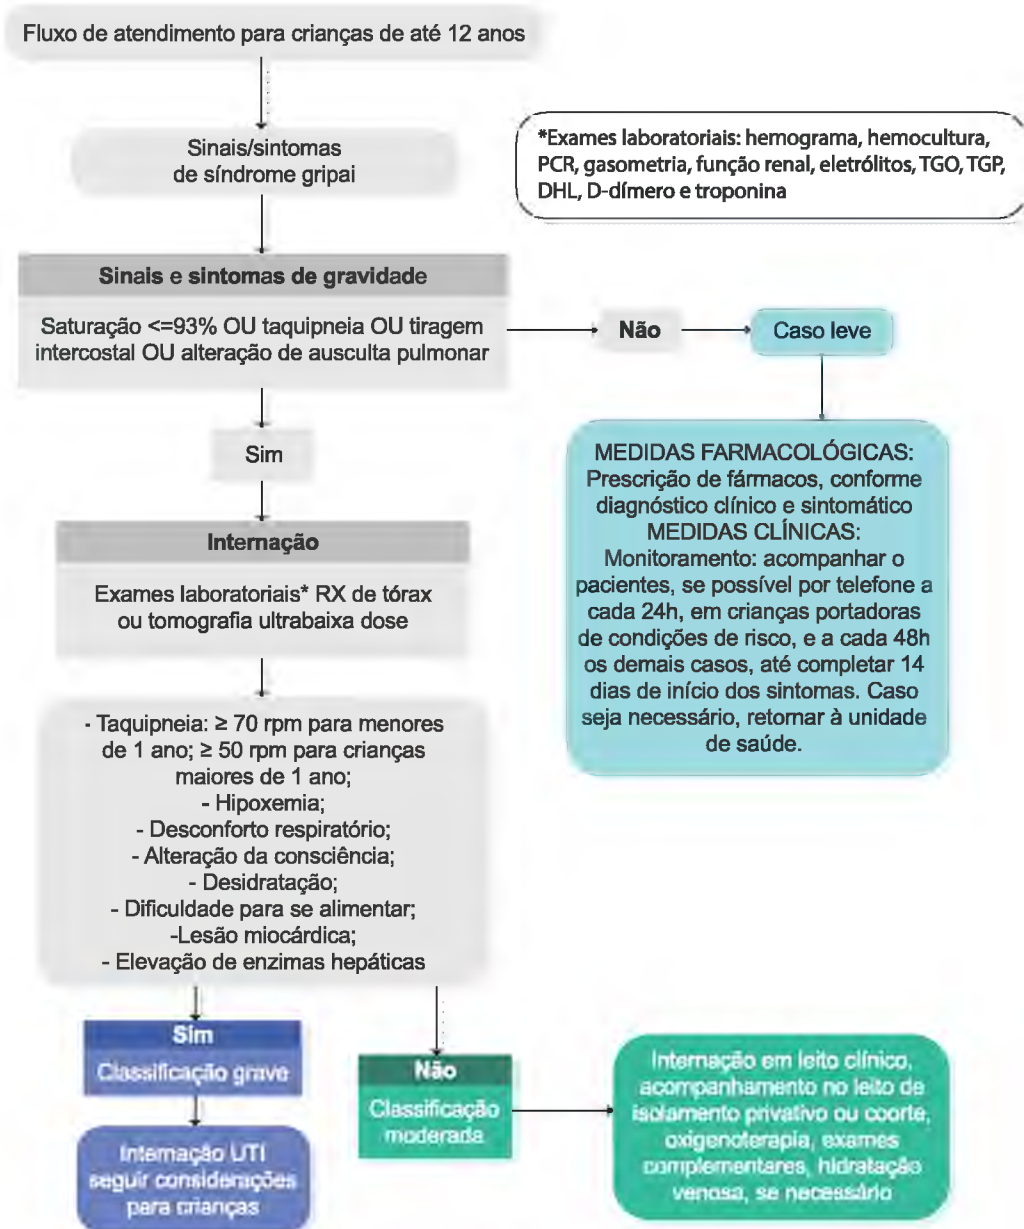 Fluxo de atendimento para crianças de até 12 anos
Sinais/sintomas
de síndrome gripai
*Exames laboratoriais: hemograma, hemocultura,
PCR, gasometria, função renal, eletrólitos, TGO, TGP,
DHL, D-dímero e troponina
Sinais e sintomas de gravidade
Saturação <=93% OU taquipneia OU tiragem
intercostal OU alteração de ausculta pulmonar
Não
Caso leve
Sim
MEDIDAS FARMACOLÓGICAS:
Prescrição de fármacos, conforme
diagnóstico clínico e sintomático
MEDIDAS CLÍNICAS:
Monitoramento: acompanhar o
pacientes, se possível por telefone a
cada 24h, em crianças portadoras
de condições de risco, e a cada 48h
os demais casos, até completar 14
dias de início dos sintomas. Caso
seja necessário, retornar à unidade
de saúde.
Internação
Exames laboratoriais* RX de tórax
ou tomografia ultrabaixa dose
- Taquipneia: ≥ 70 rpm para menores
de 1 ano; ≥ 50 rpm para crianças
maiores de 1 ano;
- Hipoxemia;
- Desconforto respiratório;
- Alteração da consciência;
- Desidratação;
- Dificuldade para se alimentar;
-Lesão miocárdica;
- Elevação de enzimas hepáticas
Sim
Classificação grave
Internação UTI
seguir considerações
para crianças
Não
Classificação
moderada
Internação em leito clínico,
acompanhamento no leito de
isolamento privativo ou coorte,
oxigenoterapia, exames
complementares, hidratação
venosa, se necessário